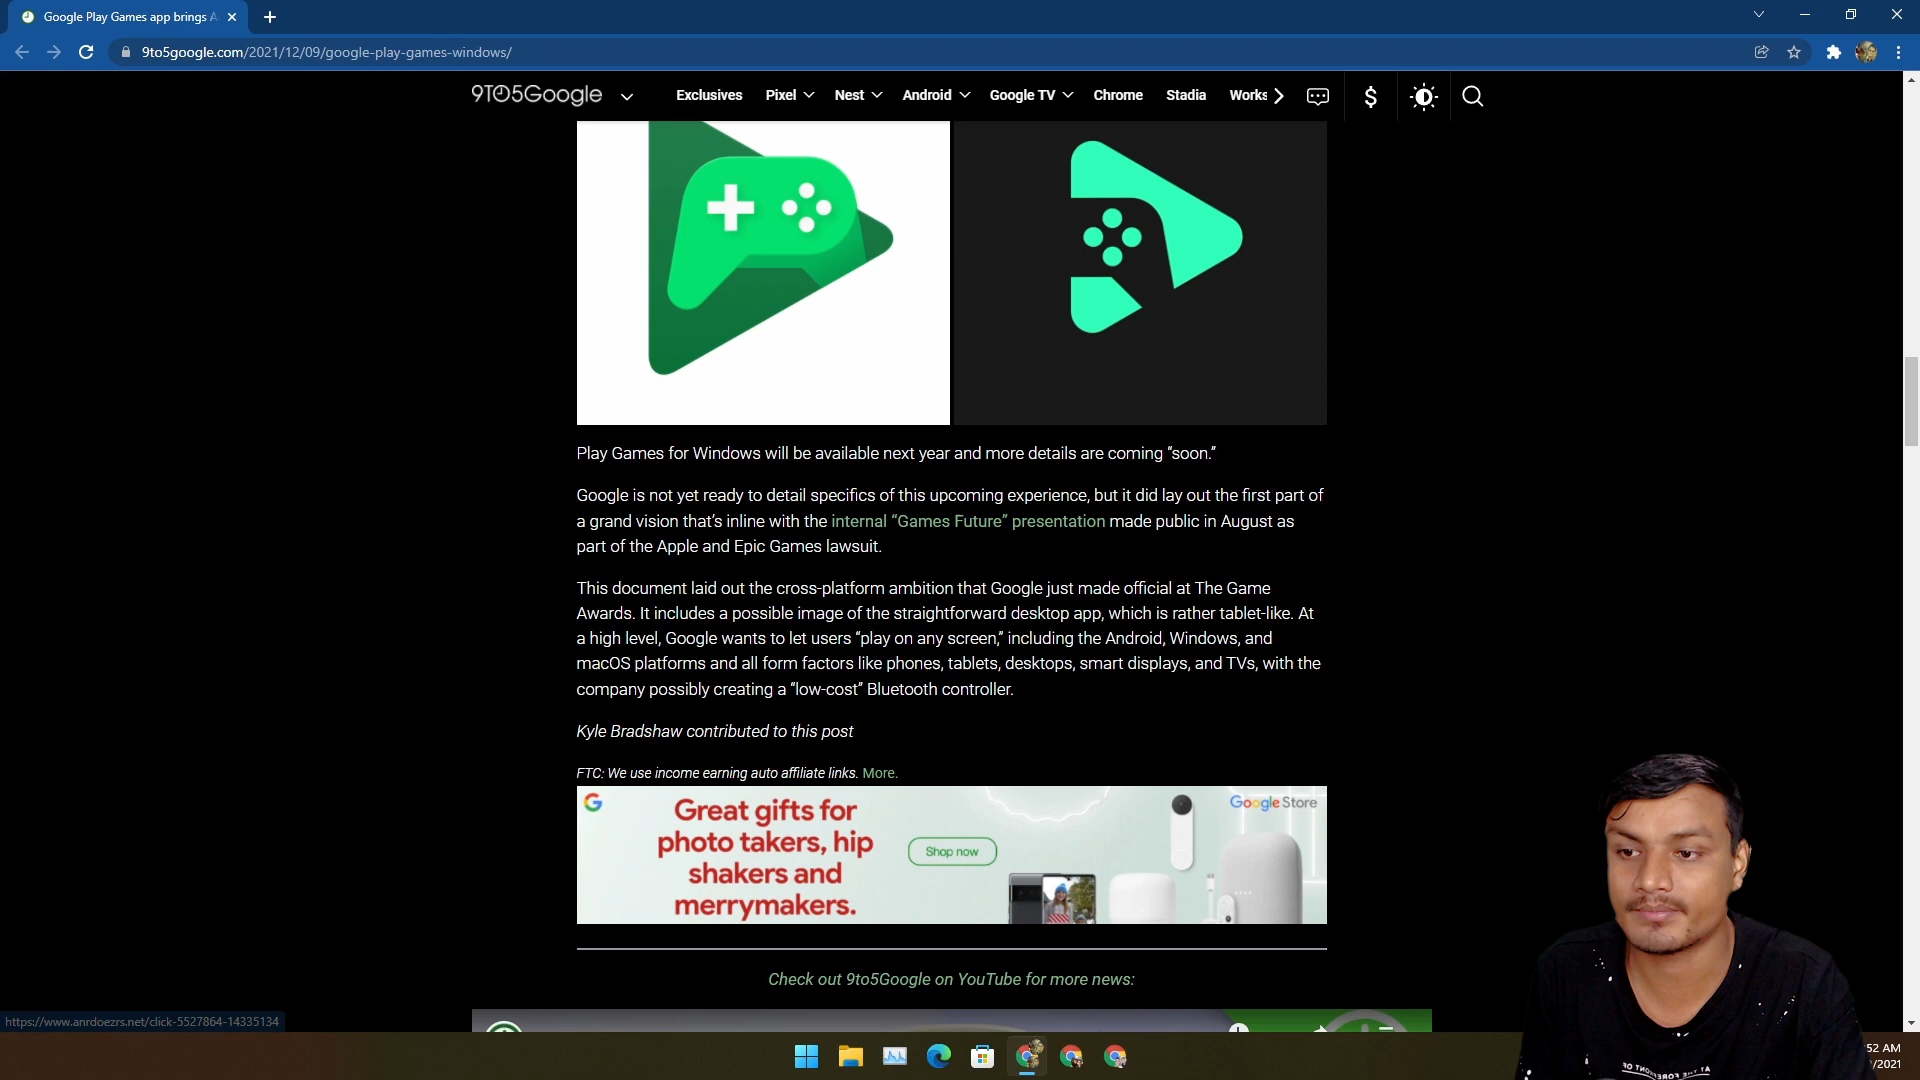 Google Play Games app brings A
9to5google.com/2021/12/09/google-play-games-windows/
9TO5Google
Exclusives Pixel Nest Android Google TV Chrome Stadia Works
Play Games for Windows will be available next year and more details are coming “soon.”
Google is not yet ready to detail specifics of this upcoming experience, but it did lay out the first part of
a grand vision that’s inline with the internal “Games Future” presentation made public in August as
part of the Apple and Epic Games lawsuit.
This document laid out the cross-platform ambition that Google just made official at The Game
Awards. It includes a possible image of the straightforward desktop app, which is rather tablet-like. At
a high level, Google wants to let users “play on any screen,” including the Android, Windows, and
macOS platforms and all form factors like phones, tablets, desktops, smart displays, and TVs, with the
company possibly creating a “low-cost” Bluetooth controller.
Kyle Bradshaw contributed to this post
FTC: We use income earning auto affiliate links. More.
Great gifts for
photo takers, hip
shakers and
merrymakers.
Shop now
Google Store
Check out 9to5Google on YouTube for more news:
https://www.anrdoezrs.net/click-5527864-14335134
52 AM
/2021